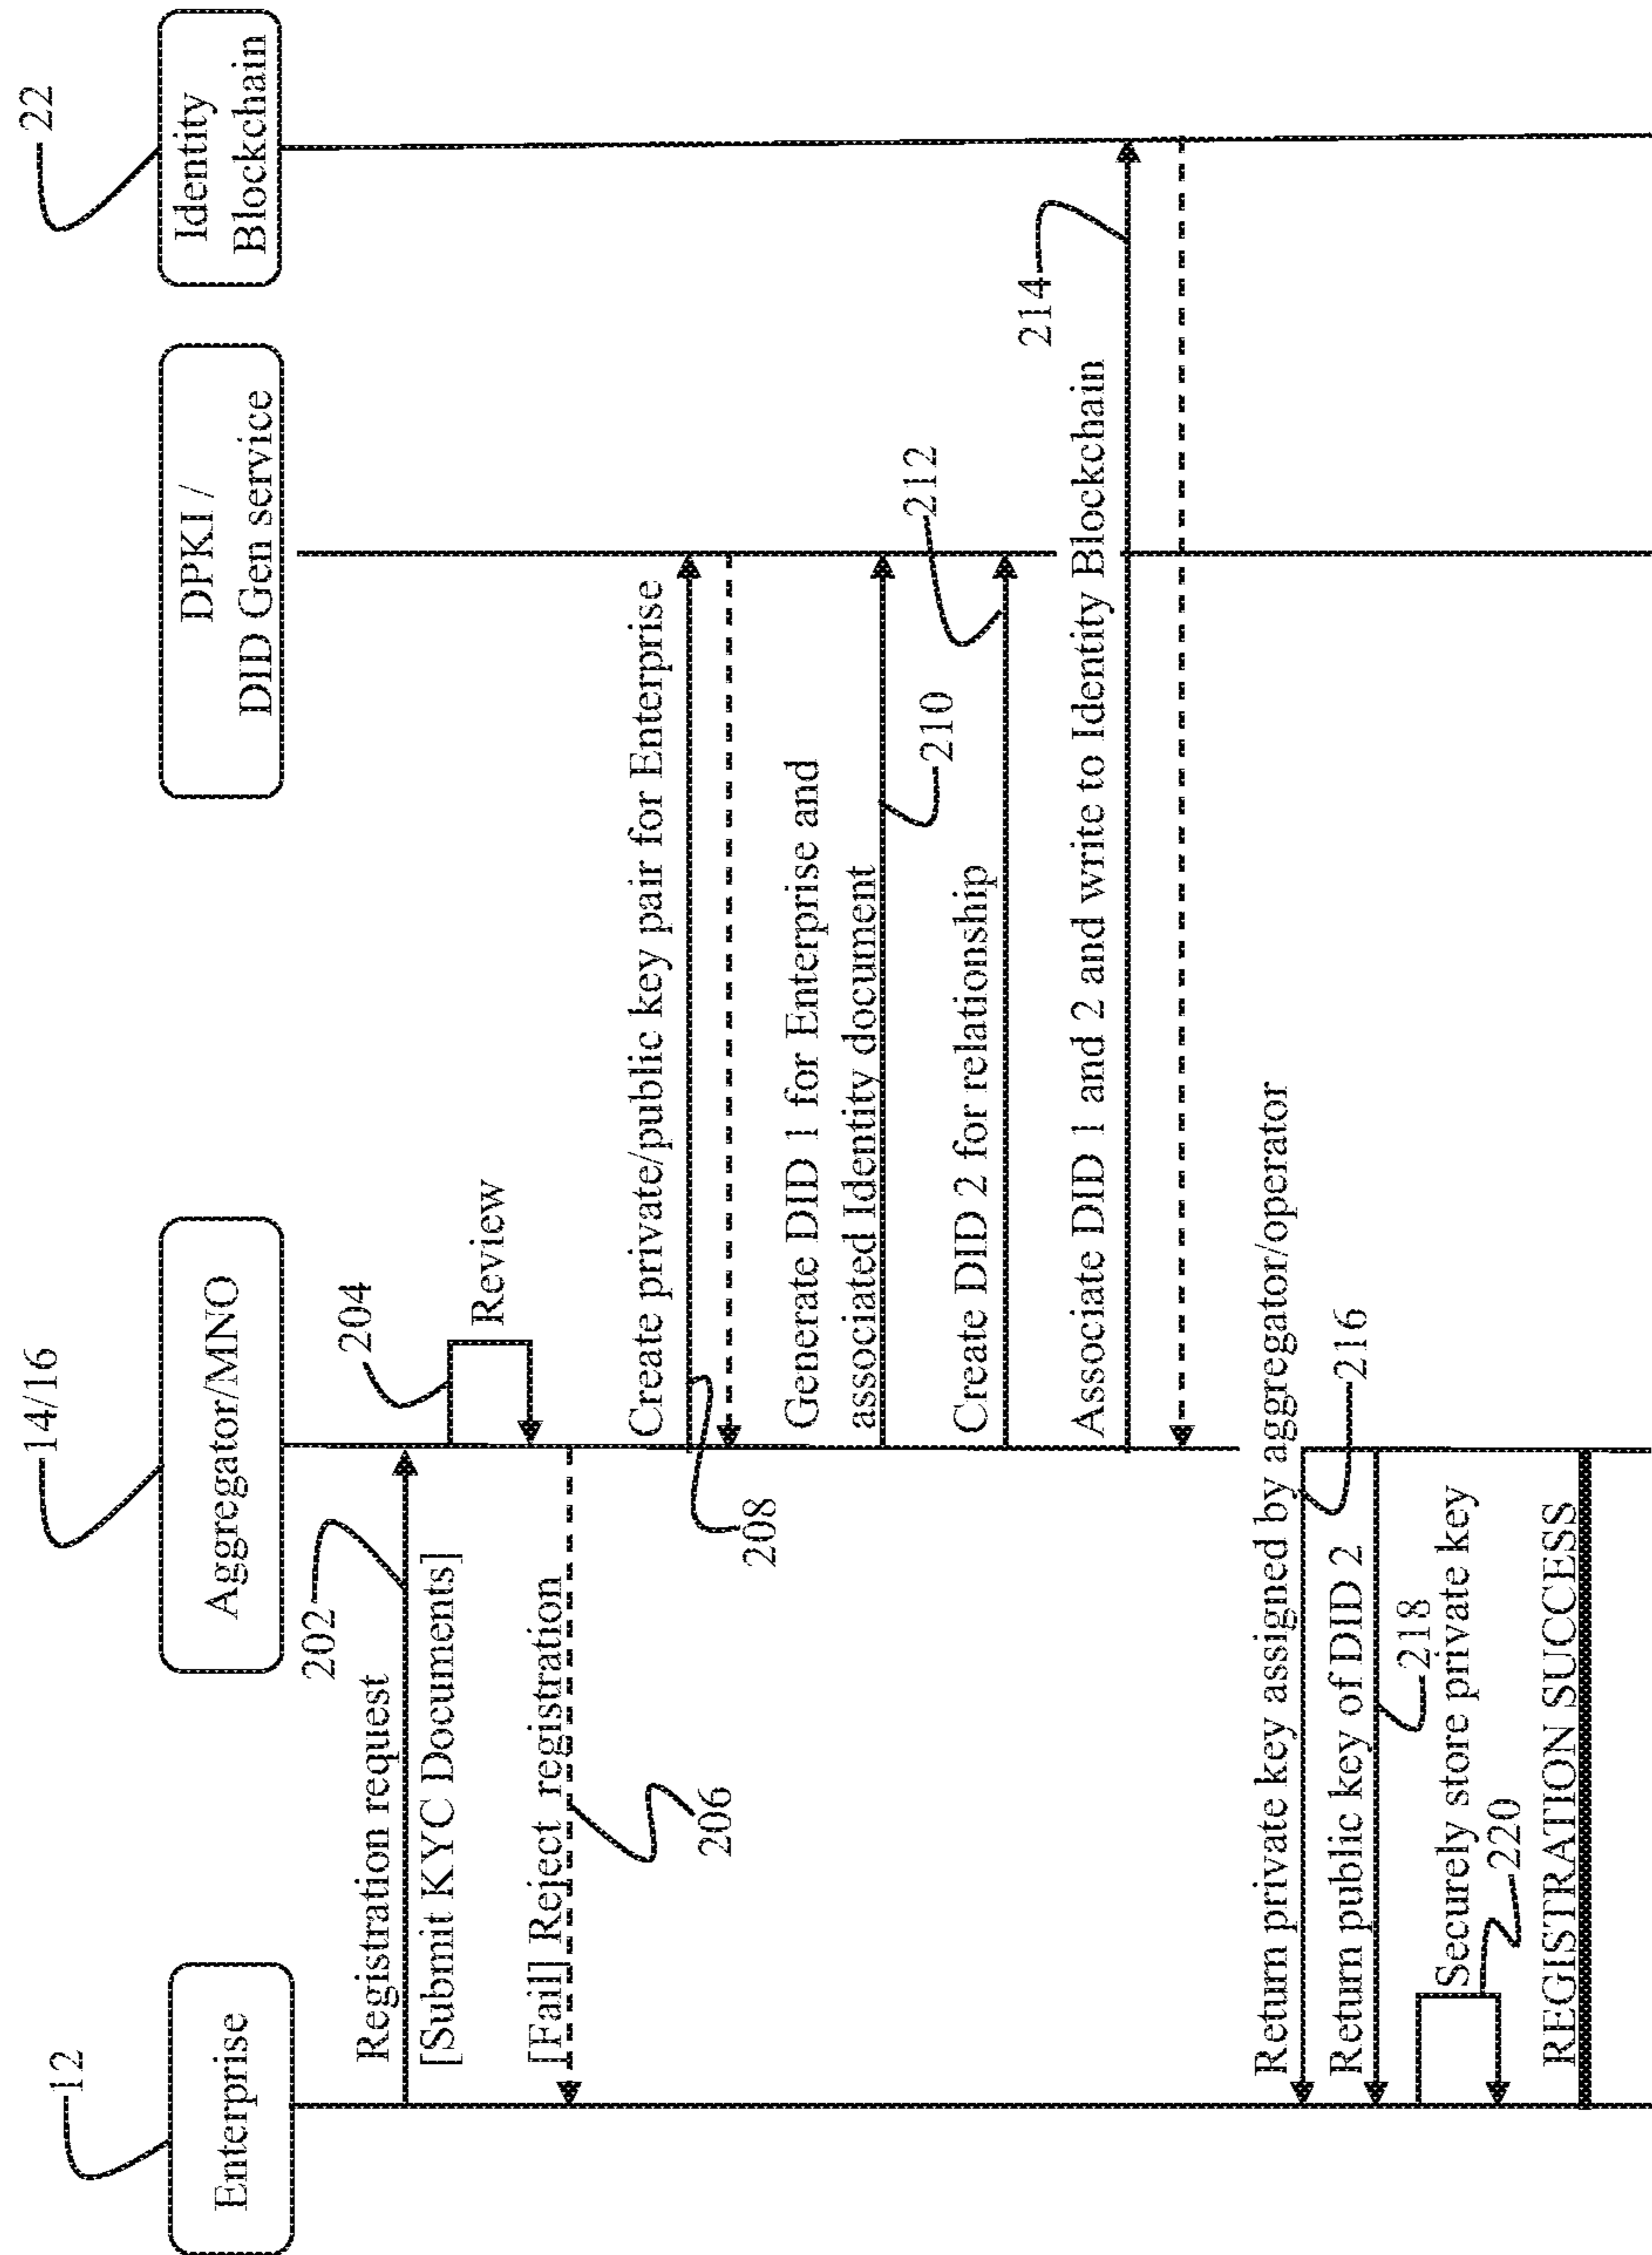 12
14/16
22
Enterprise
Aggregator/MNO
DPKI /
DID Gen service
Identity
Blockchain
202
Registration request
[Submit KYC Documents]
204
Review
[Fail] Reject registration
206
Create private/public key pair for Enterprise
208
Generate DID 1 for Enterprise and
associated Identity document
210
212
Create DID 2 for relationship
214
Associate DID 1 and 2 and write to Identity Blockchain
Return private key assigned by aggregator/operator
216
Return public key of DID 2
218
Securely store private key
220
REGISTRATION SUCCESS